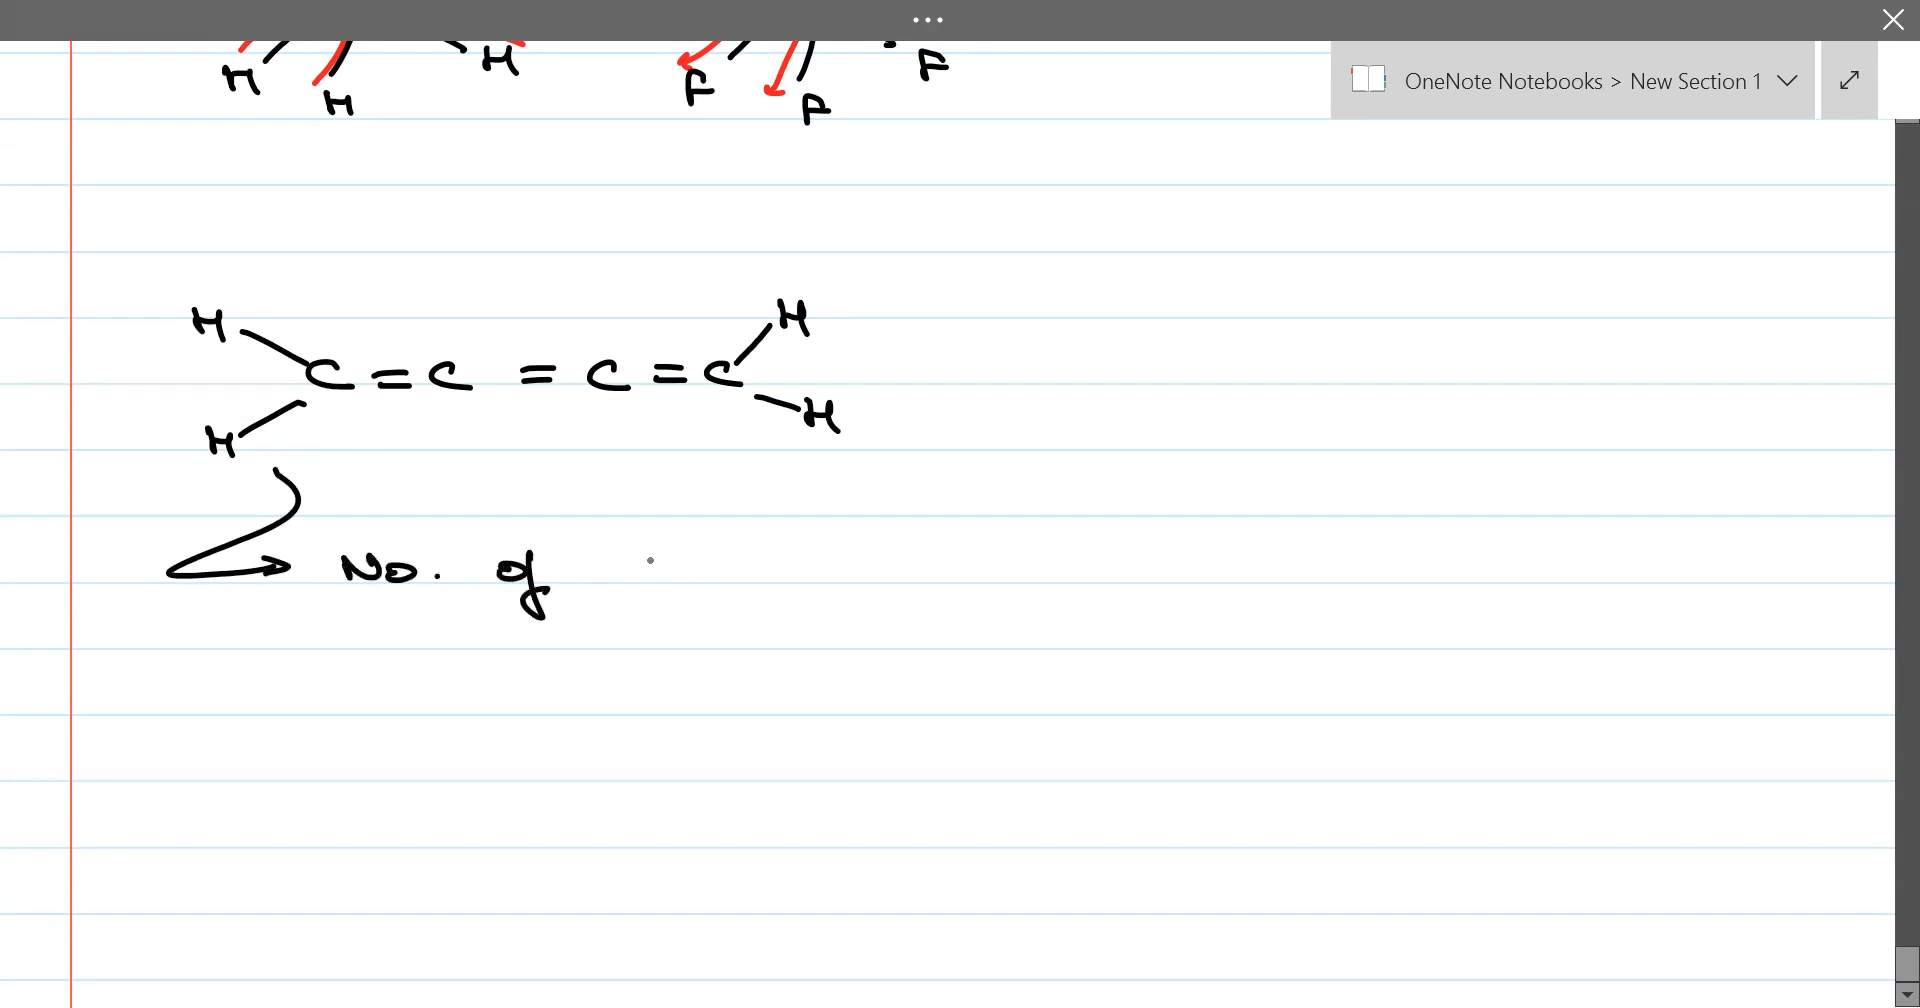 ...
H H H F F F
OneNote Notebooks > New Section 1
H H
C = C = C = C
H H
No. of